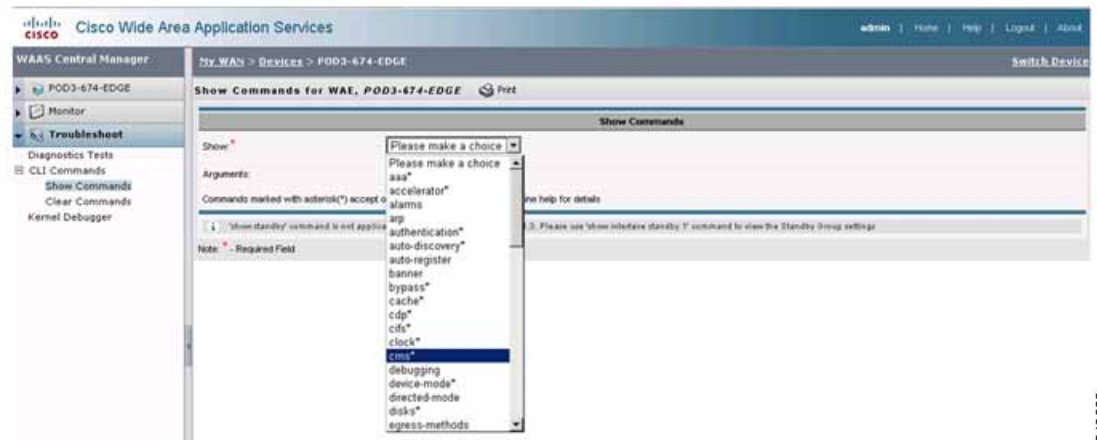 CISCO
Cisco Wide Area Application Services
admin | Home | Help | Logout | About
WAAS Central Manager
My WAN > Devices > POD3-674-EDGE
Switch Device
POD3-674-EDGE
Monitor
Troubleshoot
Diagnostics Tests
CLI Commands
Show Commands
Clear Commands
Kernel Debugger
Show Commands for WAE, POD3-674-EDGE Print
Show Commands
Show: *
Please make a choice
Please make a choice
aaa*
accelerator*
alarms
arp
authentication*
auto-discovery*
auto-register
banner
bypass*
cache*
cdp*
cifs*
clock*
cms*
debugging
device-mode*
directed-mode
disks*
egress-methods
Arguments:
Commands marked with asterisk(*) accept o ne help for details
'show standby' command is not applica .3. Please use 'show interface standby 1' command to view the Standby Group settings
Note: * - Required Field